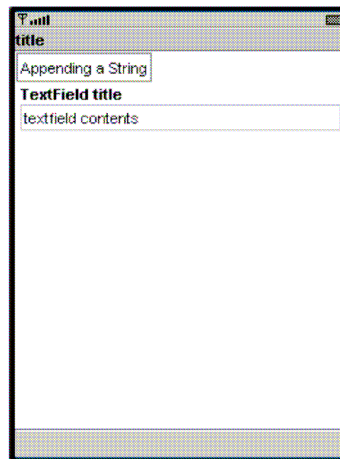 title
Appending a String
TextField title
textfield contents